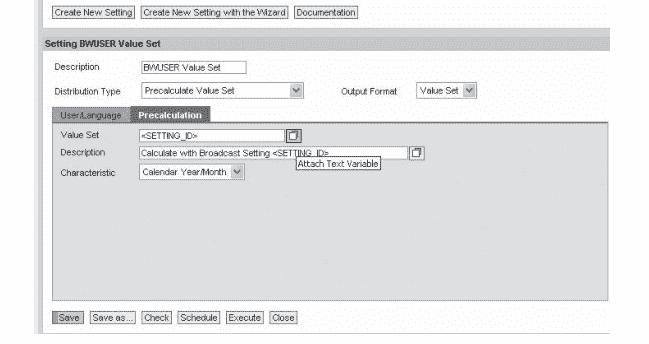 Create New Setting Create New Setting with the Wizard Documentation
Setting BWUSER Value Set
Description BWUSER Value Set
Distribution Type Precalculate Value Set Output Format Value Set
User/Language Precalculation
Value Set <SETTING_ID>
Description Calculate with Broadcast Setting <SETTING_ID>
Attach Text Variable
Characteristic Calendar Year/Month
Save Save as... Check Schedule Execute Close